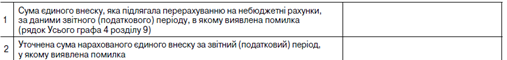 1 Сума єдиного внеску, яка підлягала перерахуванню на небюджетні рахунки,
за даними звітного (податкового) періоду, в якому виявлена помилка
(рядок Усього графа 4 розділу 9)
2 Уточнена сума нарахованого єдиного внеску за звітний (податковий) період,
у якому виявлена помилка